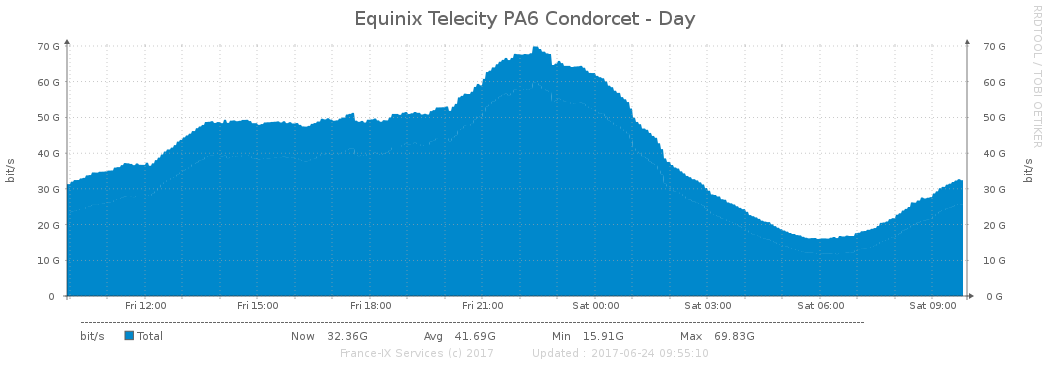 Equinix Telecity PA6 Condorcet - Day
RRDTOOL / TOBI OETIKER
bit/s
70 G
60 G
50 G
40 G
30 G
20 G
10 G
0
70 G
60 G
50 G
40 G
30 G
20 G
10 G
0 G
bit/s
Fri 12:00 Fri 15:00 Fri 18:00 Fri 21:00 Sat 00:00 Sat 03:00 Sat 06:00 Sat 09:00
bit/s Total Now 32.36G Avg 41.69G Min 15.91G Max 69.83G
France-IX Services (c) 2017 Updated : 2017-06-24 09:55:10